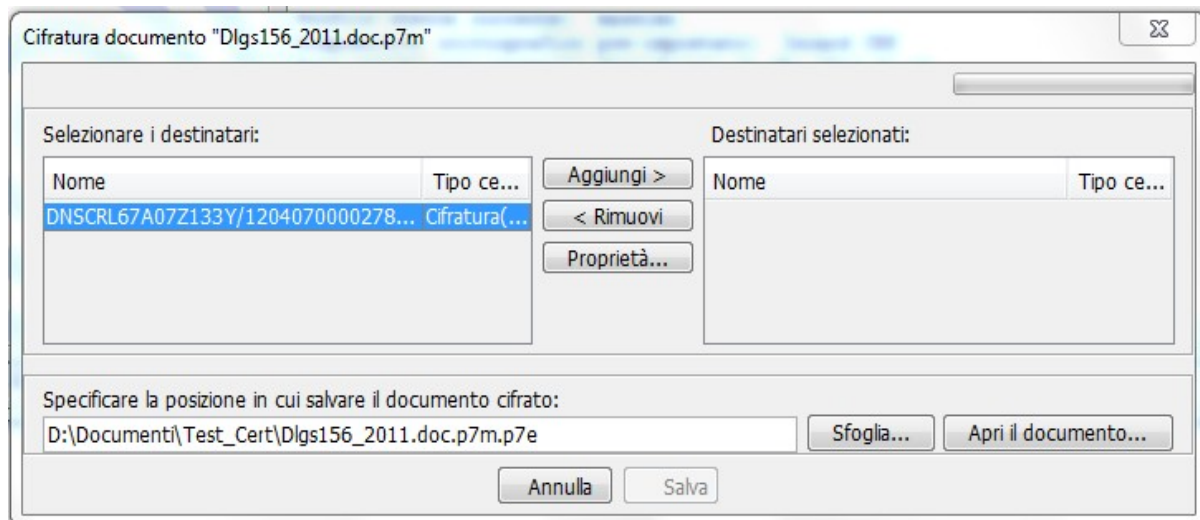 Cifratura documento "Dlgs156_2011.doc.p7m"
Selezionare i destinatari:
Destinatari selezionati:
Nome Tipo ce...
Aggiungi >
Nome Tipo ce...
DNSCRL67A07Z133Y/1204070000278... Cifratura(...
< Rimuovi
Proprietà...
Specificare la posizione in cui salvare il documento cifrato:
D:\Documenti\Test_Cert\Dlgs156_2011.doc.p7m.p7e
Sfoglia...
Apri il documento...
Annulla
Salva